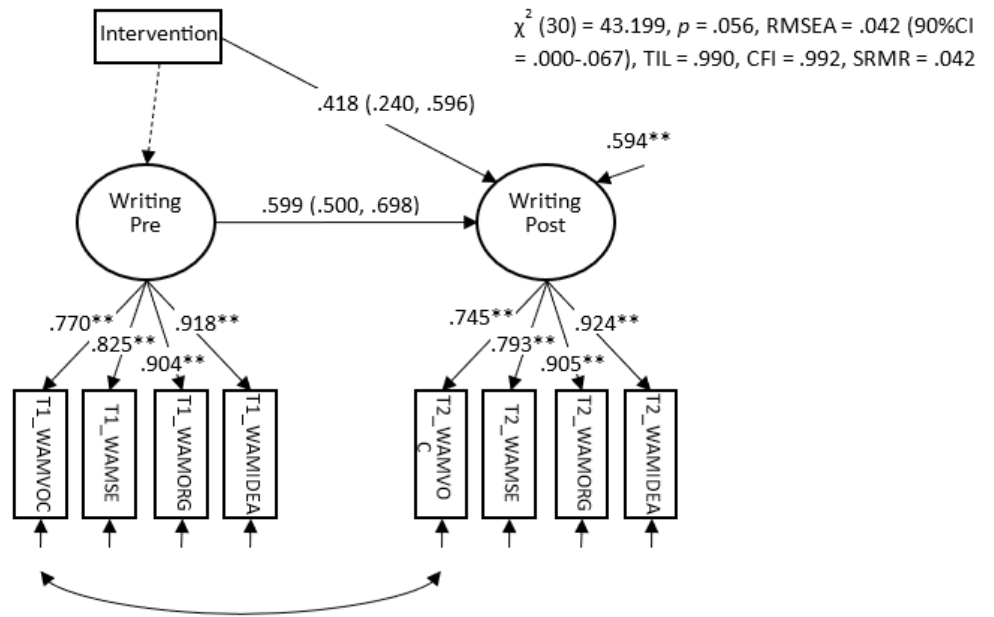 Intervention
χ² (30) = 43.199, p = .056, RMSEA = .042 (90%CI
= .000-.067), TIL = .990, CFI = .992, SRMR = .042
.418 (.240, .596)
.594**
Writing
Pre
.599 (.500, .698)
Writing
Post
.770**
.825**
.904**
.918**
.745**
.793**
.905**
.924**
T1_WAMVOC
T1_WAMSE
T1_WAMORG
T1_WAMIDEA
T2_WAMVO
C
T2_WAMSE
T2_WAMORG
T2_WAMIDEA